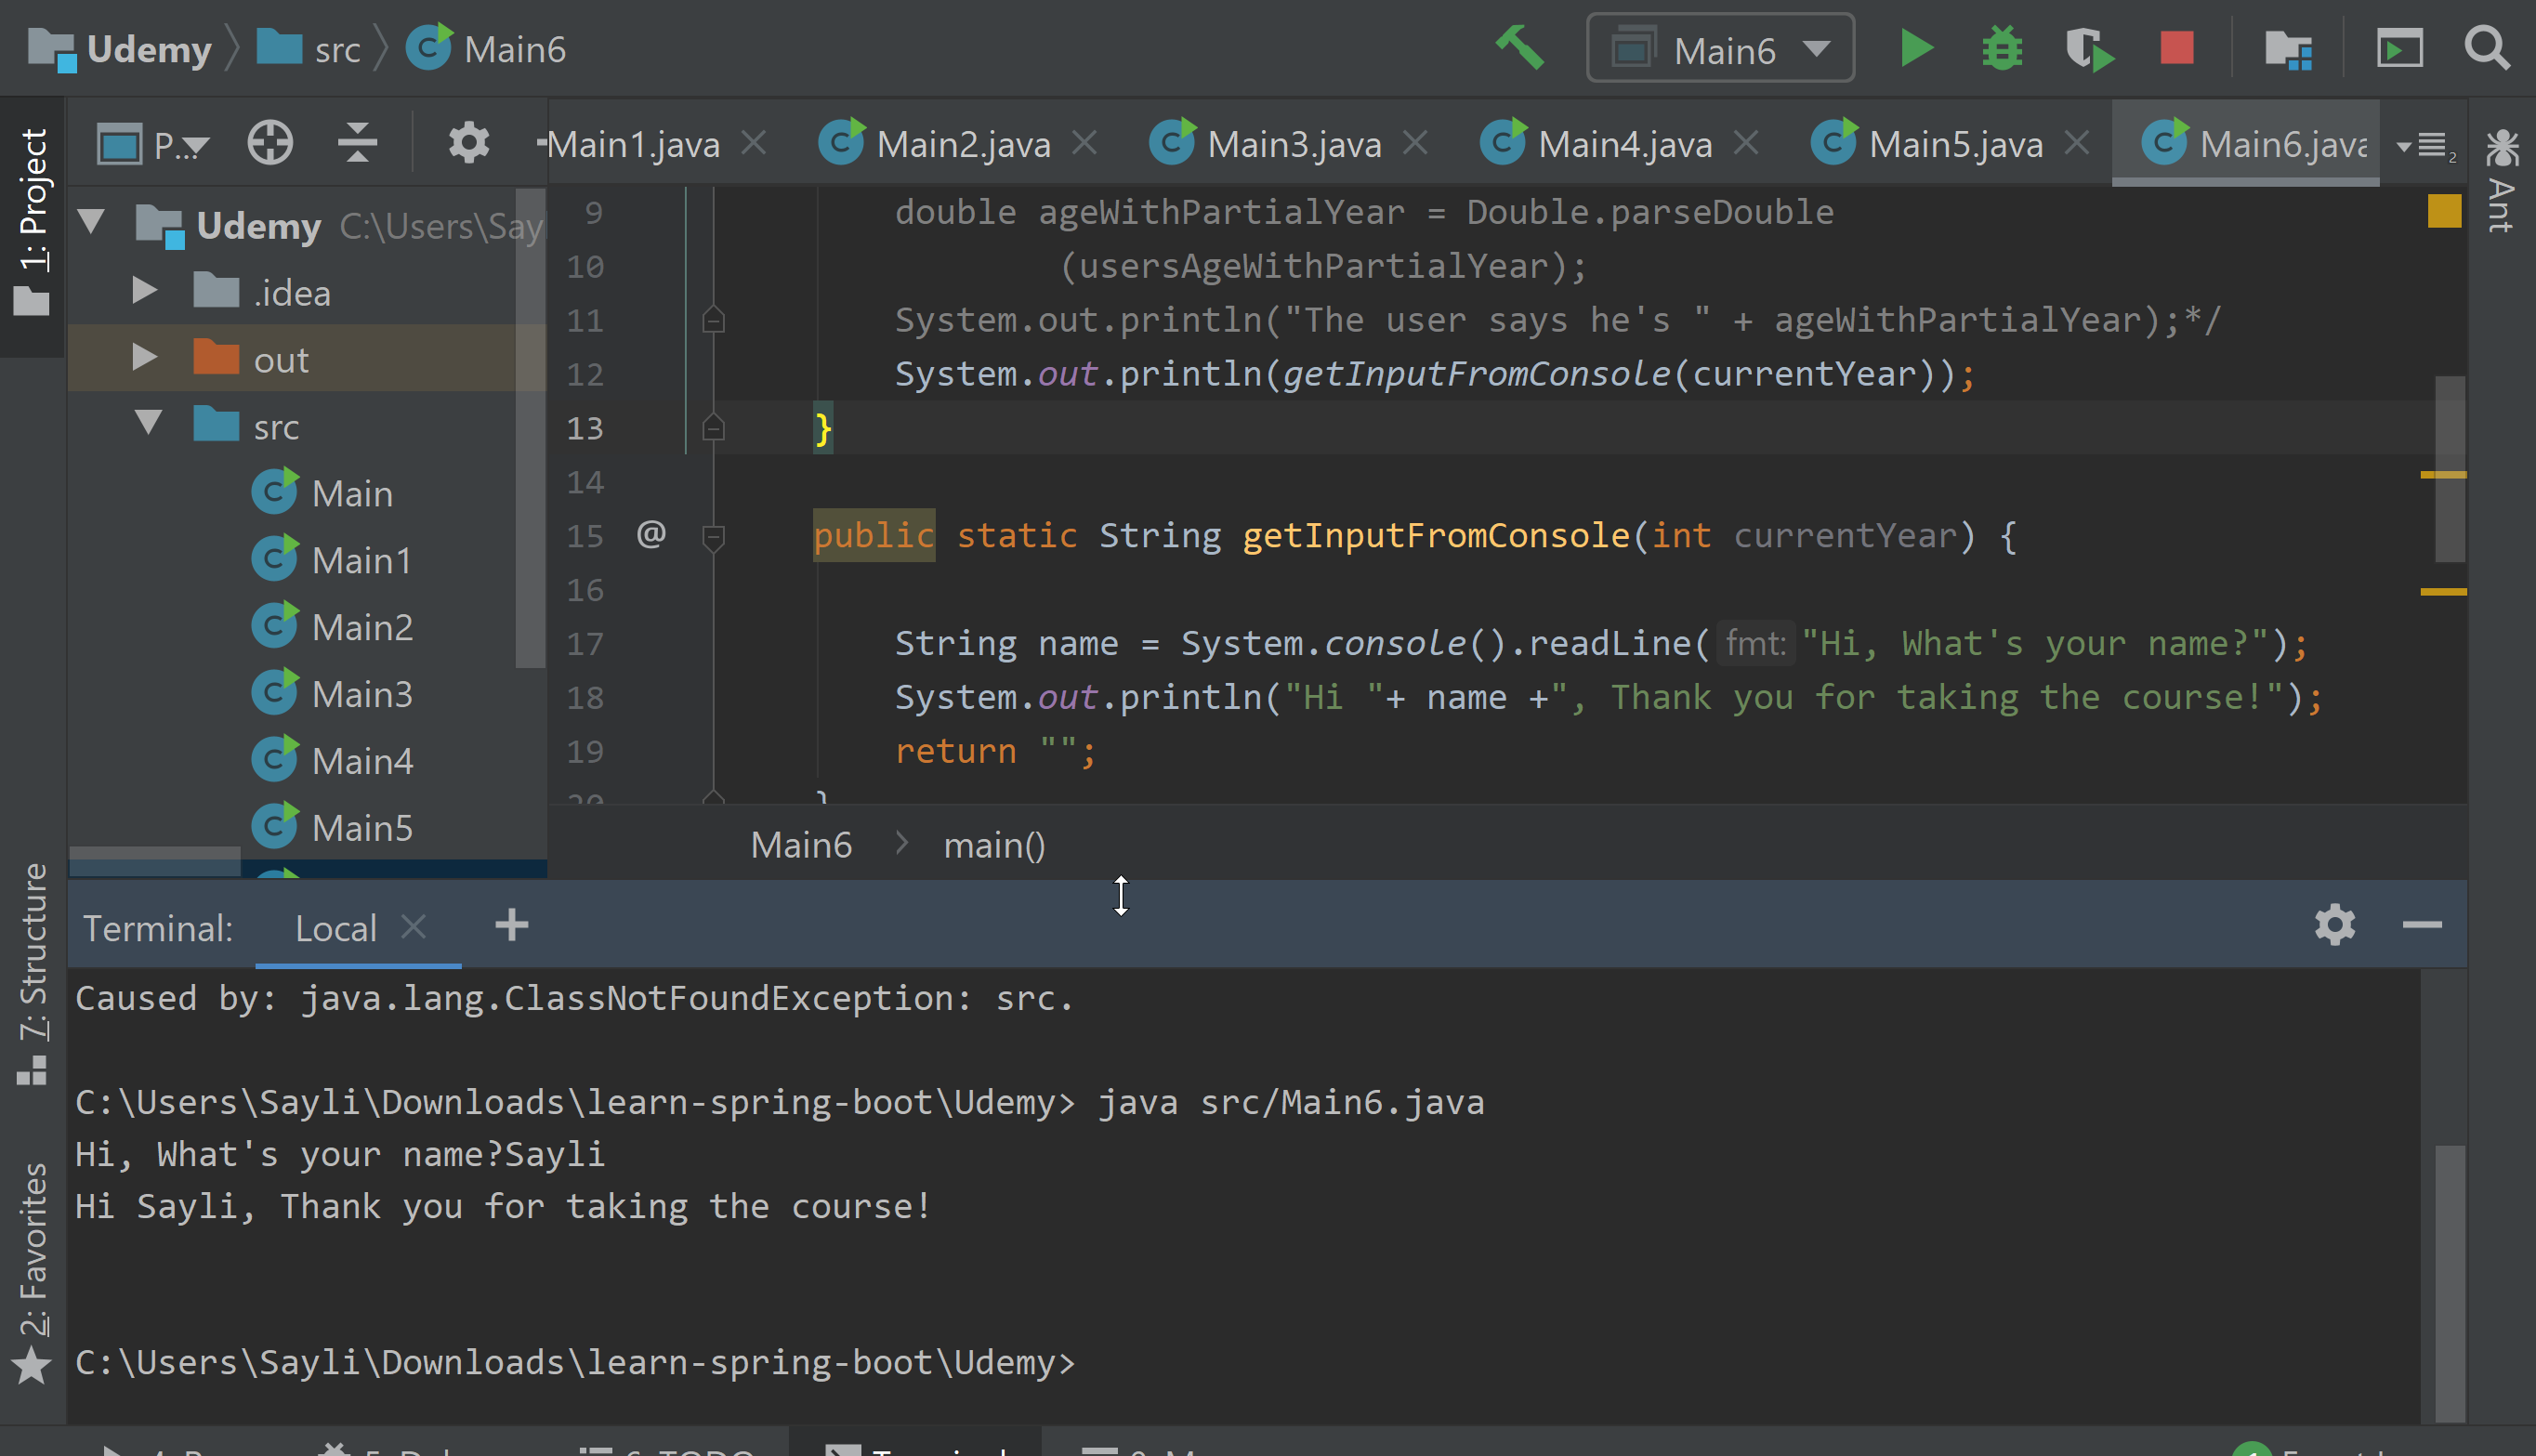 Udemy src Main6
Main6
1: Project
P...
Main1.java Main2.java Main3.java Main4.java Main5.java Main6.java
2
Ant
Udemy C:\Users\Say
.idea
out
src
Main
Main1
Main2
Main3
Main4
Main5
9 double ageWithPartialYear = Double.parseDouble
10 (usersAgeWithPartialYear);
11 System.out.println("The user says he's " + ageWithPartialYear);*/
12 System.out.println(getInputFromConsole(currentYear));
13 }
14
15 @ public static String getInputFromConsole(int currentYear) {
16
17 String name = System.console().readLine( fmt: "Hi, What's your name?");
18 System.out.println("Hi "+ name +", Thank you for taking the course!");
19 return "";
20 }
Main6 > main()
7: Structure
2: Favorites
Terminal: Local
Caused by: java.lang.ClassNotFoundException: src.
C:\Users\Sayli\Downloads\learn-spring-boot\Udemy> java src/Main6.java
Hi, What's your name?Sayli
Hi Sayli, Thank you for taking the course!
C:\Users\Sayli\Downloads\learn-spring-boot\Udemy>
6: TODO Terminal